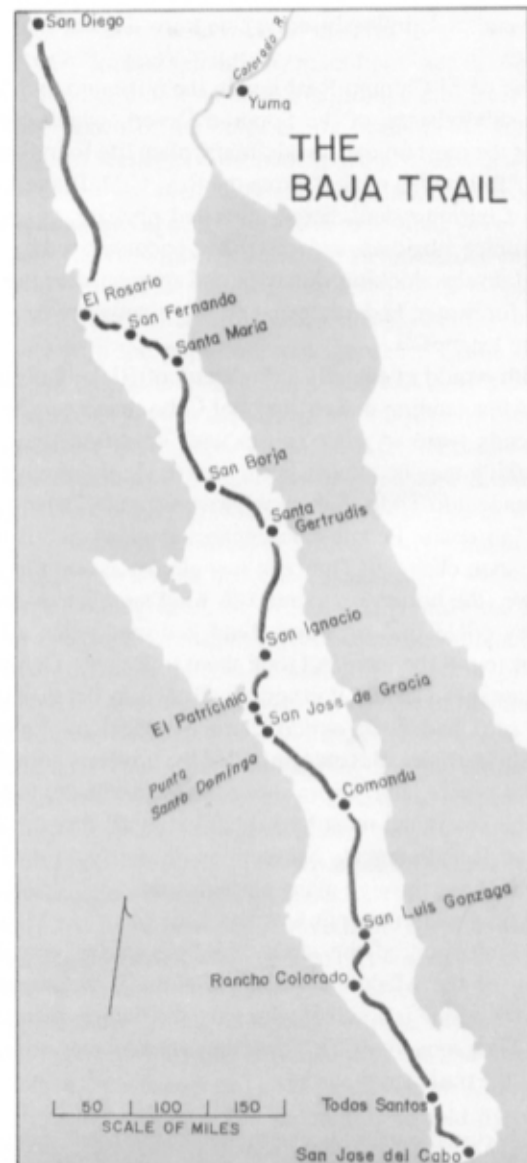 San Diego
Colorado R.
Yuma
THE
BAJA TRAIL
El Rosario
San Fernando
Santa Maria
San Borja
Santa
Gertrudis
San Ignacio
El Patricinio
San Joss de Gracia
Punta
Santo Domingo
Comandu
San Luis Gonzaga
Rancho Colorado
50 100 150
SCALE OF MILES
Todos Santos
San Jose del Cabo